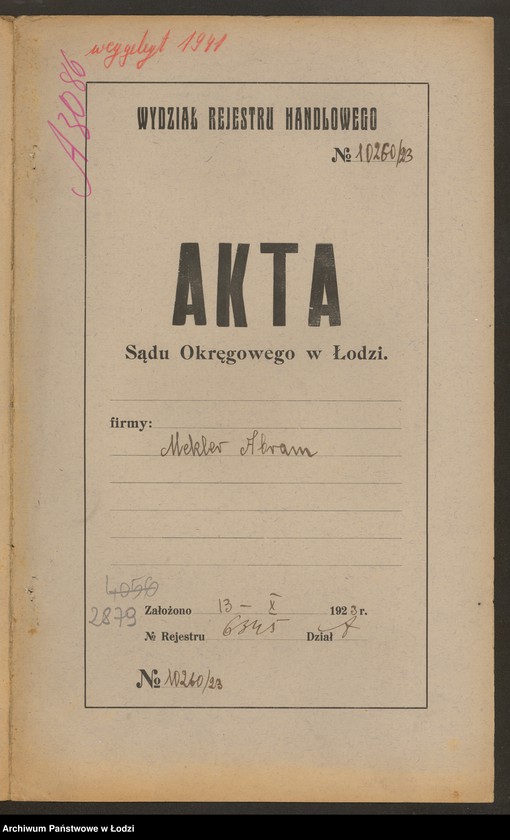 weggelegt 1941
A 3086
WYDZIAŁ REJESTRU HANDLOWEGO
№ 10260/23
AKTA
Sądu Okręgowego w Łodzi.
firmy:
Mekler Abram
4056
2879
Założono 13 - X 1923 r.
№ Rejestru 6345 Dział A
№ 10260/23
Archiwum Państwowe w Łodzi